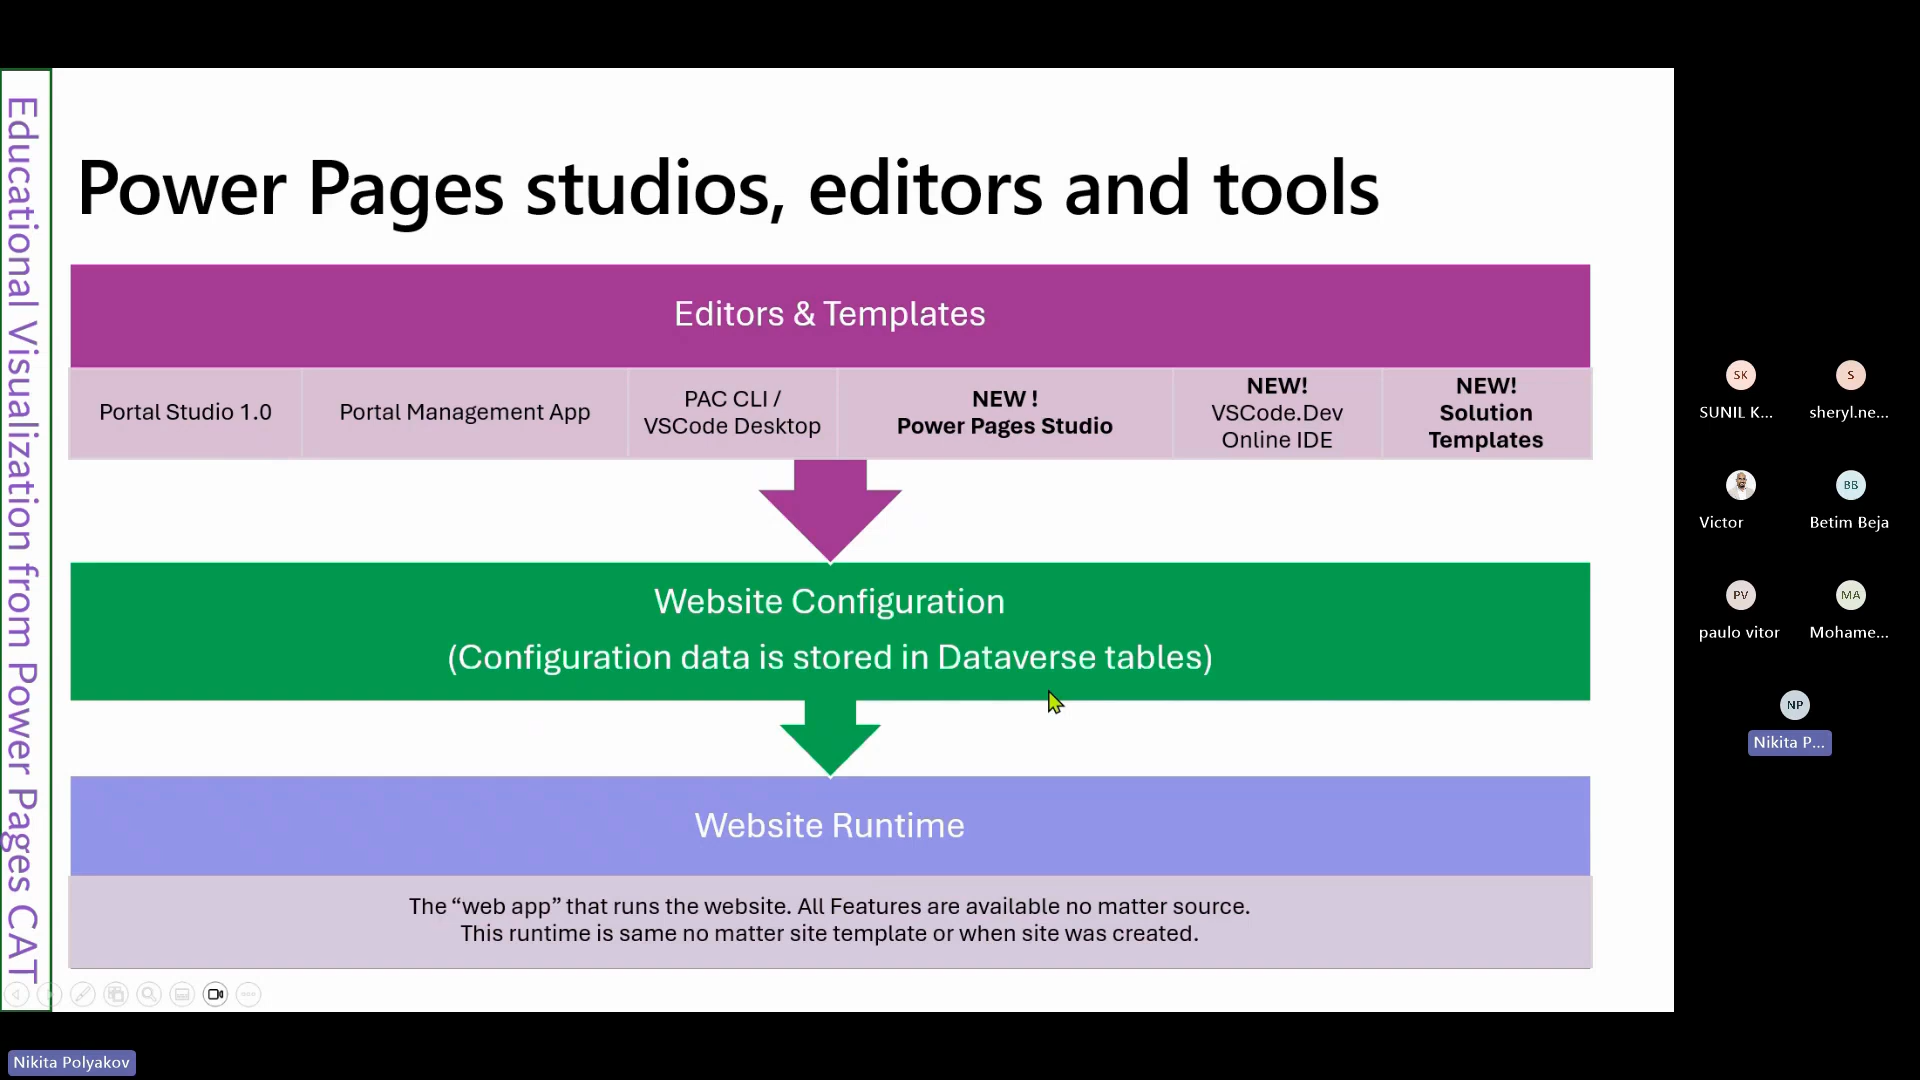 Educational Visualization from Power Pages CAT
Power Pages studios, editors and tools
Editors & Templates
Portal Studio 1.0
Portal Management App
PAC CLI /
VSCode Desktop
NEW !
Power Pages Studio
NEW!
VSCode.Dev
Online IDE
NEW!
Solution
Templates
Website Configuration
(Configuration data is stored in Dataverse tables)
Website Runtime
The “web app” that runs the website. All Features are available no matter source.
This runtime is same no matter site template or when site was created.
SK
SUNIL K...
S
sheryl.ne...
Victor
BB
Betim Beja
PV
paulo vitor
MA
Mohame...
NP
Nikita P...
Nikita Polyakov